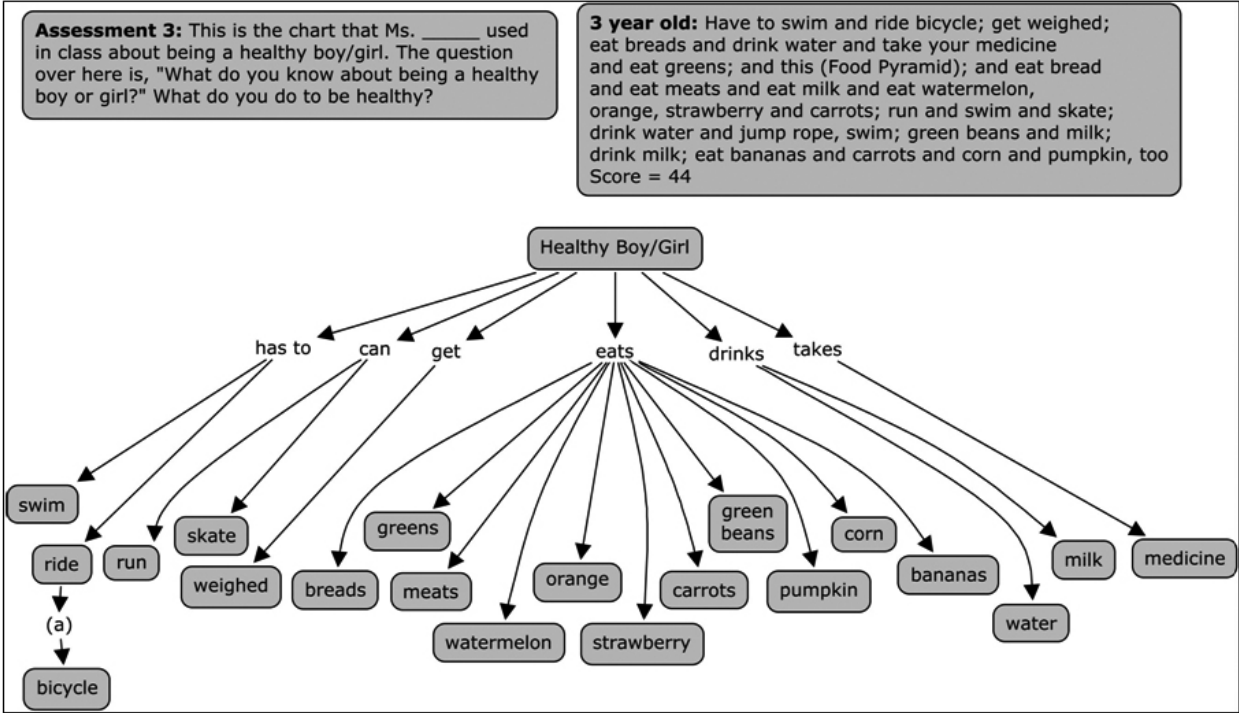 Assessment 3: This is the chart that Ms. ______ used
in class about being a healthy boy/girl. The question
over here is, "What do you know about being a healthy
boy or girl?" What do you do to be healthy?
3 year old: Have to swim and ride bicycle; get weighed;
eat breads and drink water and take your medicine
and eat greens; and this (Food Pyramid); and eat bread
and eat meats and eat milk and eat watermelon,
orange, strawberry and carrots; run and swim and skate;
drink water and jump rope, swim; green beans and milk;
drink milk; eat bananas and carrots and corn and pumpkin, too
Score = 44
Healthy Boy/Girl
has to
can
get
eats
drinks
takes
swim
ride
run
skate
weighed
breads
greens
meats
watermelon
orange
strawberry
carrots
green
beans
pumpkin
corn
bananas
water
milk
medicine
(a)
bicycle